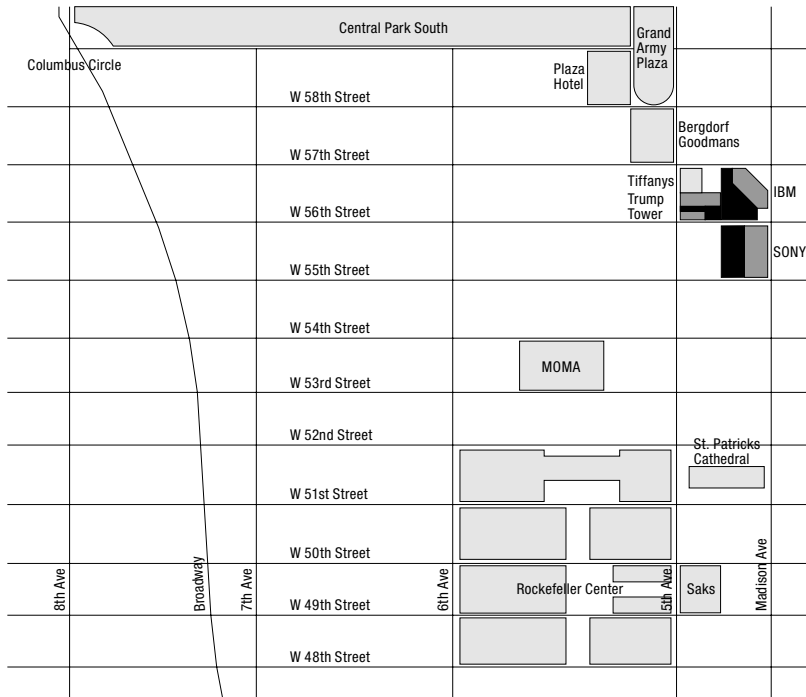 Central Park South
Grand
Army
Plaza
Columbus Circle
Plaza
Hotel
W 58th Street
Bergdorf
Goodmans
W 57th Street
Tiffanys
Trump
Tower
IBM
W 56th Street
SONY
W 55th Street
W 54th Street
MOMA
W 53rd Street
W 52nd Street
St. Patricks
Cathedral
W 51st Street
W 50th Street
8th Ave
Broadway
7th Ave
6th Ave
Rockefeller Center
5th Ave
Saks
Madison Ave
W 49th Street
W 48th Street